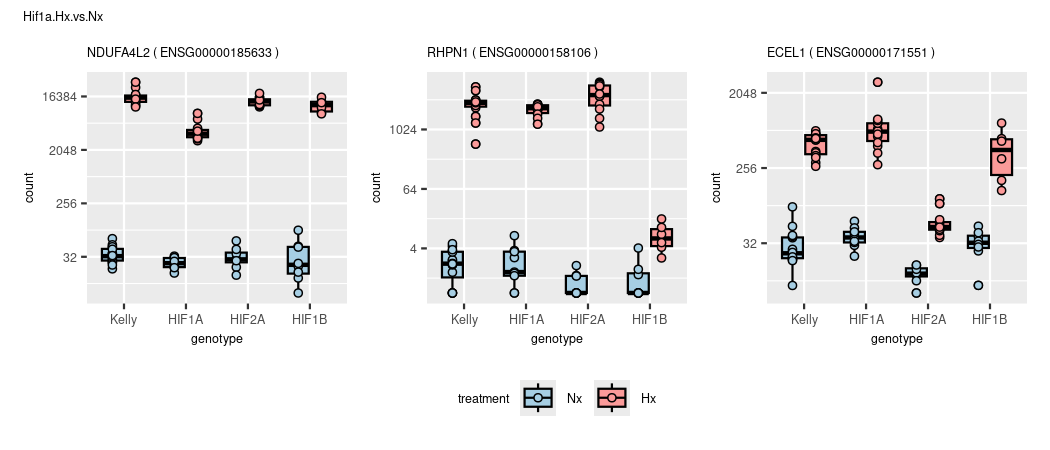 Hif1a.Hx.vs.Nx
NDUFA4L2 ( ENSG00000185633 )
16384
2048
256
32
count
Kelly HIF1A HIF2A HIF1B
genotype
RHPN1 ( ENSG00000158106 )
1024
64
4
count
Kelly HIF1A HIF2A HIF1B
genotype
ECEL1 ( ENSG00000171551 )
2048
256
32
count
Kelly HIF1A HIF2A HIF1B
genotype
treatment Nx Hx